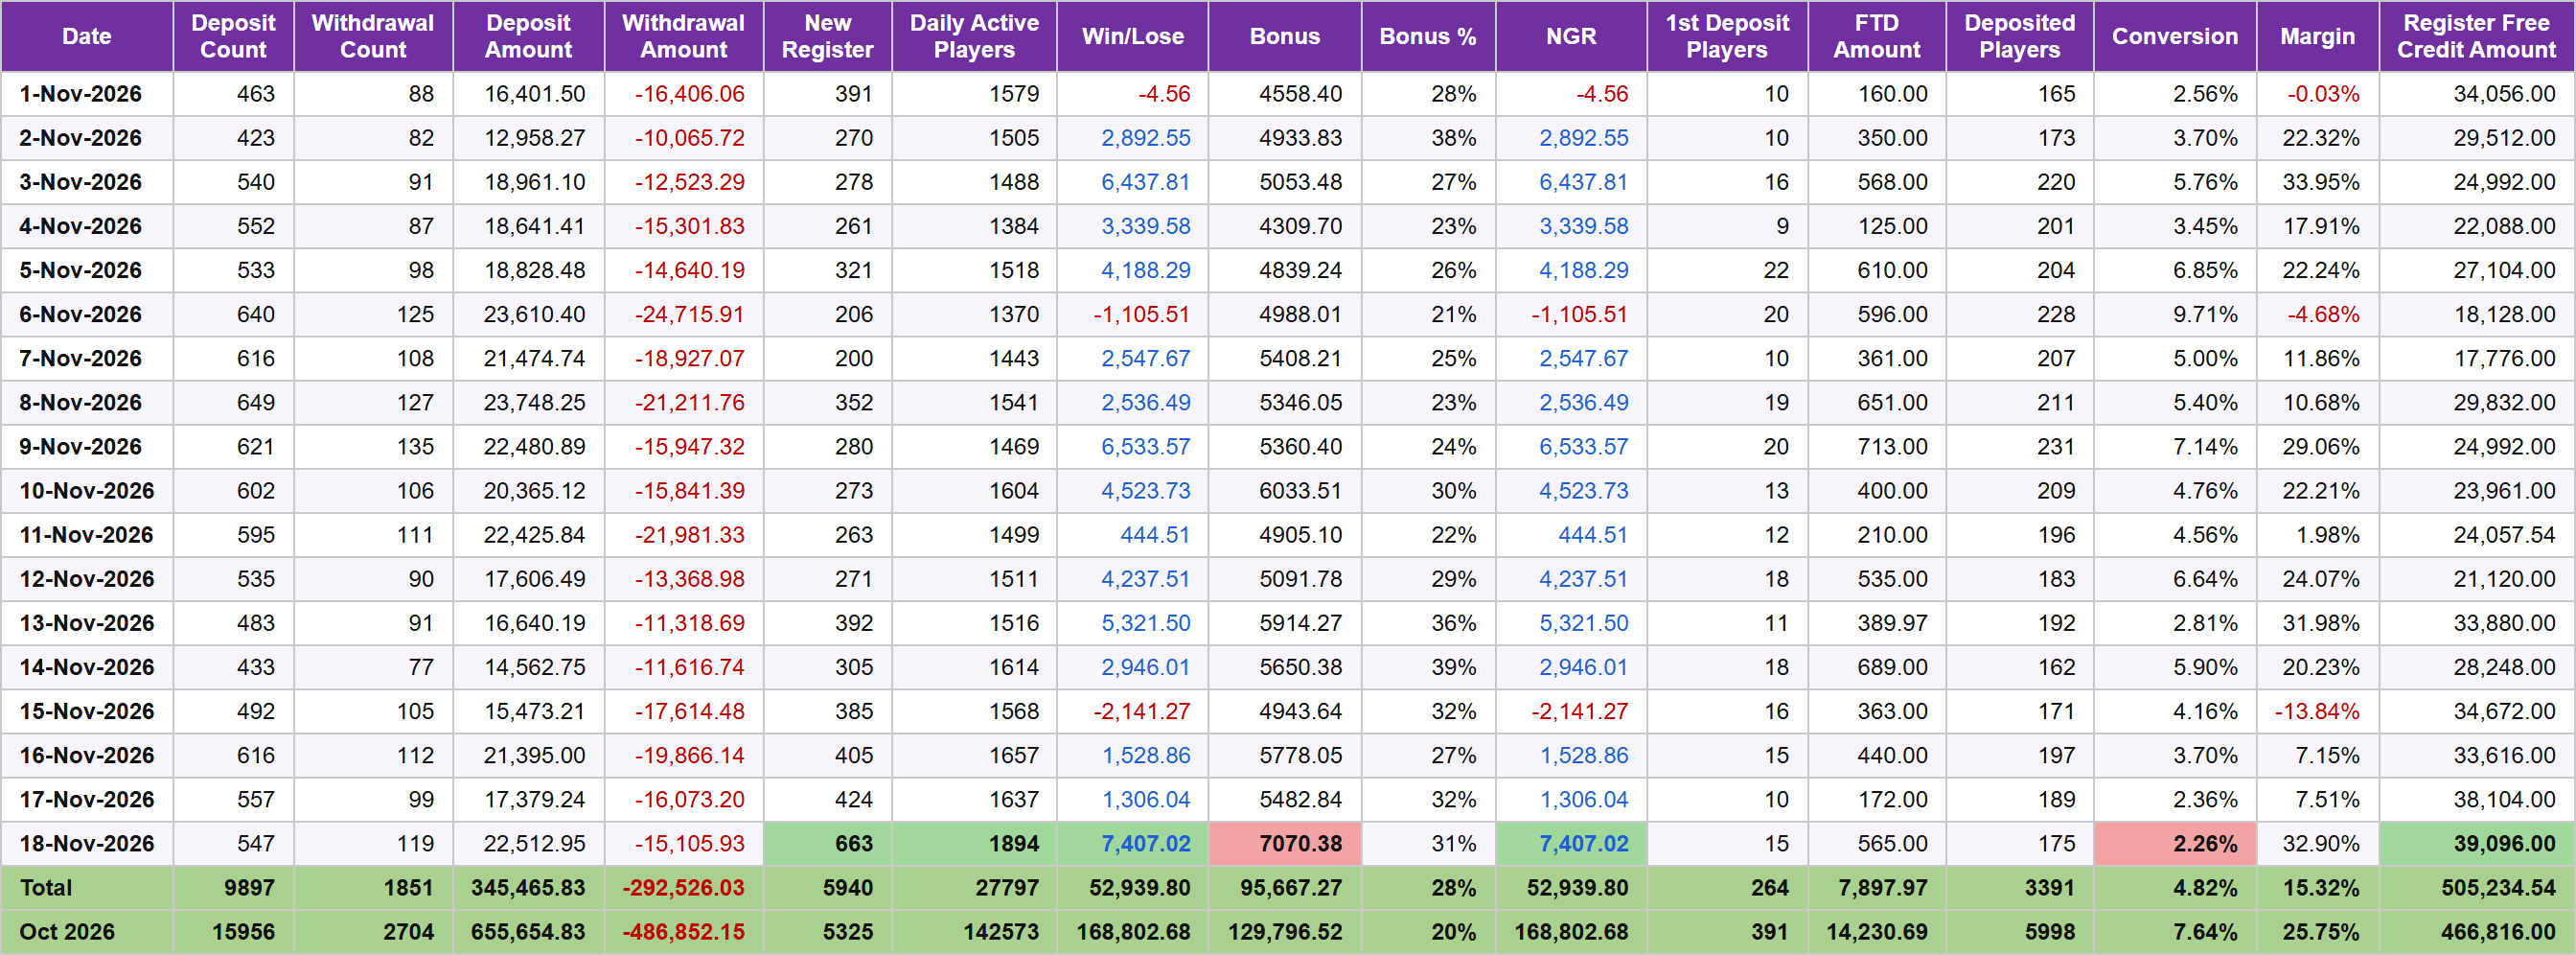 Date Deposit Count Withdrawal Count Deposit Amount Withdrawal Amount New Register Daily Active Players Win/Lose Bonus Bonus % NGR 1st Deposit Players FTD Amount Deposited Players Conversion Margin Register Free Credit Amount
1-Nov-2026 463 88 16,401.50 -16,406.06 391 1579 -4.56 4558.40 28% -4.56 10 160.00 165 2.56% -0.03% 34,056.00
2-Nov-2026 423 82 12,958.27 -10,065.72 270 1505 2,892.55 4933.83 38% 2,892.55 10 350.00 173 3.70% 22.32% 29,512.00
3-Nov-2026 540 91 18,961.10 -12,523.29 278 1488 6,437.81 5053.48 27% 6,437.81 16 568.00 220 5.76% 33.95% 24,992.00
4-Nov-2026 552 87 18,641.41 -15,301.83 261 1384 3,339.58 4309.70 23% 3,339.58 9 125.00 201 3.45% 17.91% 22,088.00
5-Nov-2026 533 98 18,828.48 -14,640.19 321 1518 4,188.29 4839.24 26% 4,188.29 22 610.00 204 6.85% 22.24% 27,104.00
6-Nov-2026 640 125 23,610.40 -24,715.91 206 1370 -1,105.51 4988.01 21% -1,105.51 20 596.00 228 9.71% -4.68% 18,128.00
7-Nov-2026 616 108 21,474.74 -18,927.07 200 1443 2,547.67 5408.21 25% 2,547.67 10 361.00 207 5.00% 11.86% 17,776.00
8-Nov-2026 649 127 23,748.25 -21,211.76 352 1541 2,536.49 5346.05 23% 2,536.49 19 651.00 211 5.40% 10.68% 29,832.00
9-Nov-2026 621 135 22,480.89 -15,947.32 280 1469 6,533.57 5360.40 24% 6,533.57 20 713.00 231 7.14% 29.06% 24,992.00
10-Nov-2026 602 106 20,365.12 -15,841.39 273 1604 4,523.73 6033.51 30% 4,523.73 13 400.00 209 4.76% 22.21% 23,961.00
11-Nov-2026 595 111 22,425.84 -21,981.33 263 1499 444.51 4905.10 22% 444.51 12 210.00 196 4.56% 1.98% 24,057.54
12-Nov-2026 535 90 17,606.49 -13,368.98 271 1511 4,237.51 5091.78 29% 4,237.51 18 535.00 183 6.64% 24.07% 21,120.00
13-Nov-2026 483 91 16,640.19 -11,318.69 392 1516 5,321.50 5914.27 36% 5,321.50 11 389.97 192 2.81% 31.98% 33,880.00
14-Nov-2026 433 77 14,562.75 -11,616.74 305 1614 2,946.01 5650.38 39% 2,946.01 18 689.00 162 5.90% 20.23% 28,248.00
15-Nov-2026 492 105 15,473.21 -17,614.48 385 1568 -2,141.27 4943.64 32% -2,141.27 16 363.00 171 4.16% -13.84% 34,672.00
16-Nov-2026 616 112 21,395.00 -19,866.14 405 1657 1,528.86 5778.05 27% 1,528.86 15 440.00 197 3.70% 7.15% 33,616.00
17-Nov-2026 557 99 17,379.24 -16,073.20 424 1637 1,306.04 5482.84 32% 1,306.04 10 172.00 189 2.36% 7.51% 38,104.00
18-Nov-2026 547 119 22,512.95 -15,105.93 663 1894 7,407.02 7070.38 31% 7,407.02 15 565.00 175 2.26% 32.90% 39,096.00
Total 9897 1851 345,465.83 -292,526.03 5940 27797 52,939.80 95,667.27 28% 52,939.80 264 7,897.97 3391 4.82% 15.32% 505,234.54
Oct 2026 15956 2704 655,654.83 -486,852.15 5325 142573 168,802.68 129,796.52 20% 168,802.68 391 14,230.69 5998 7.64% 25.75% 466,816.00